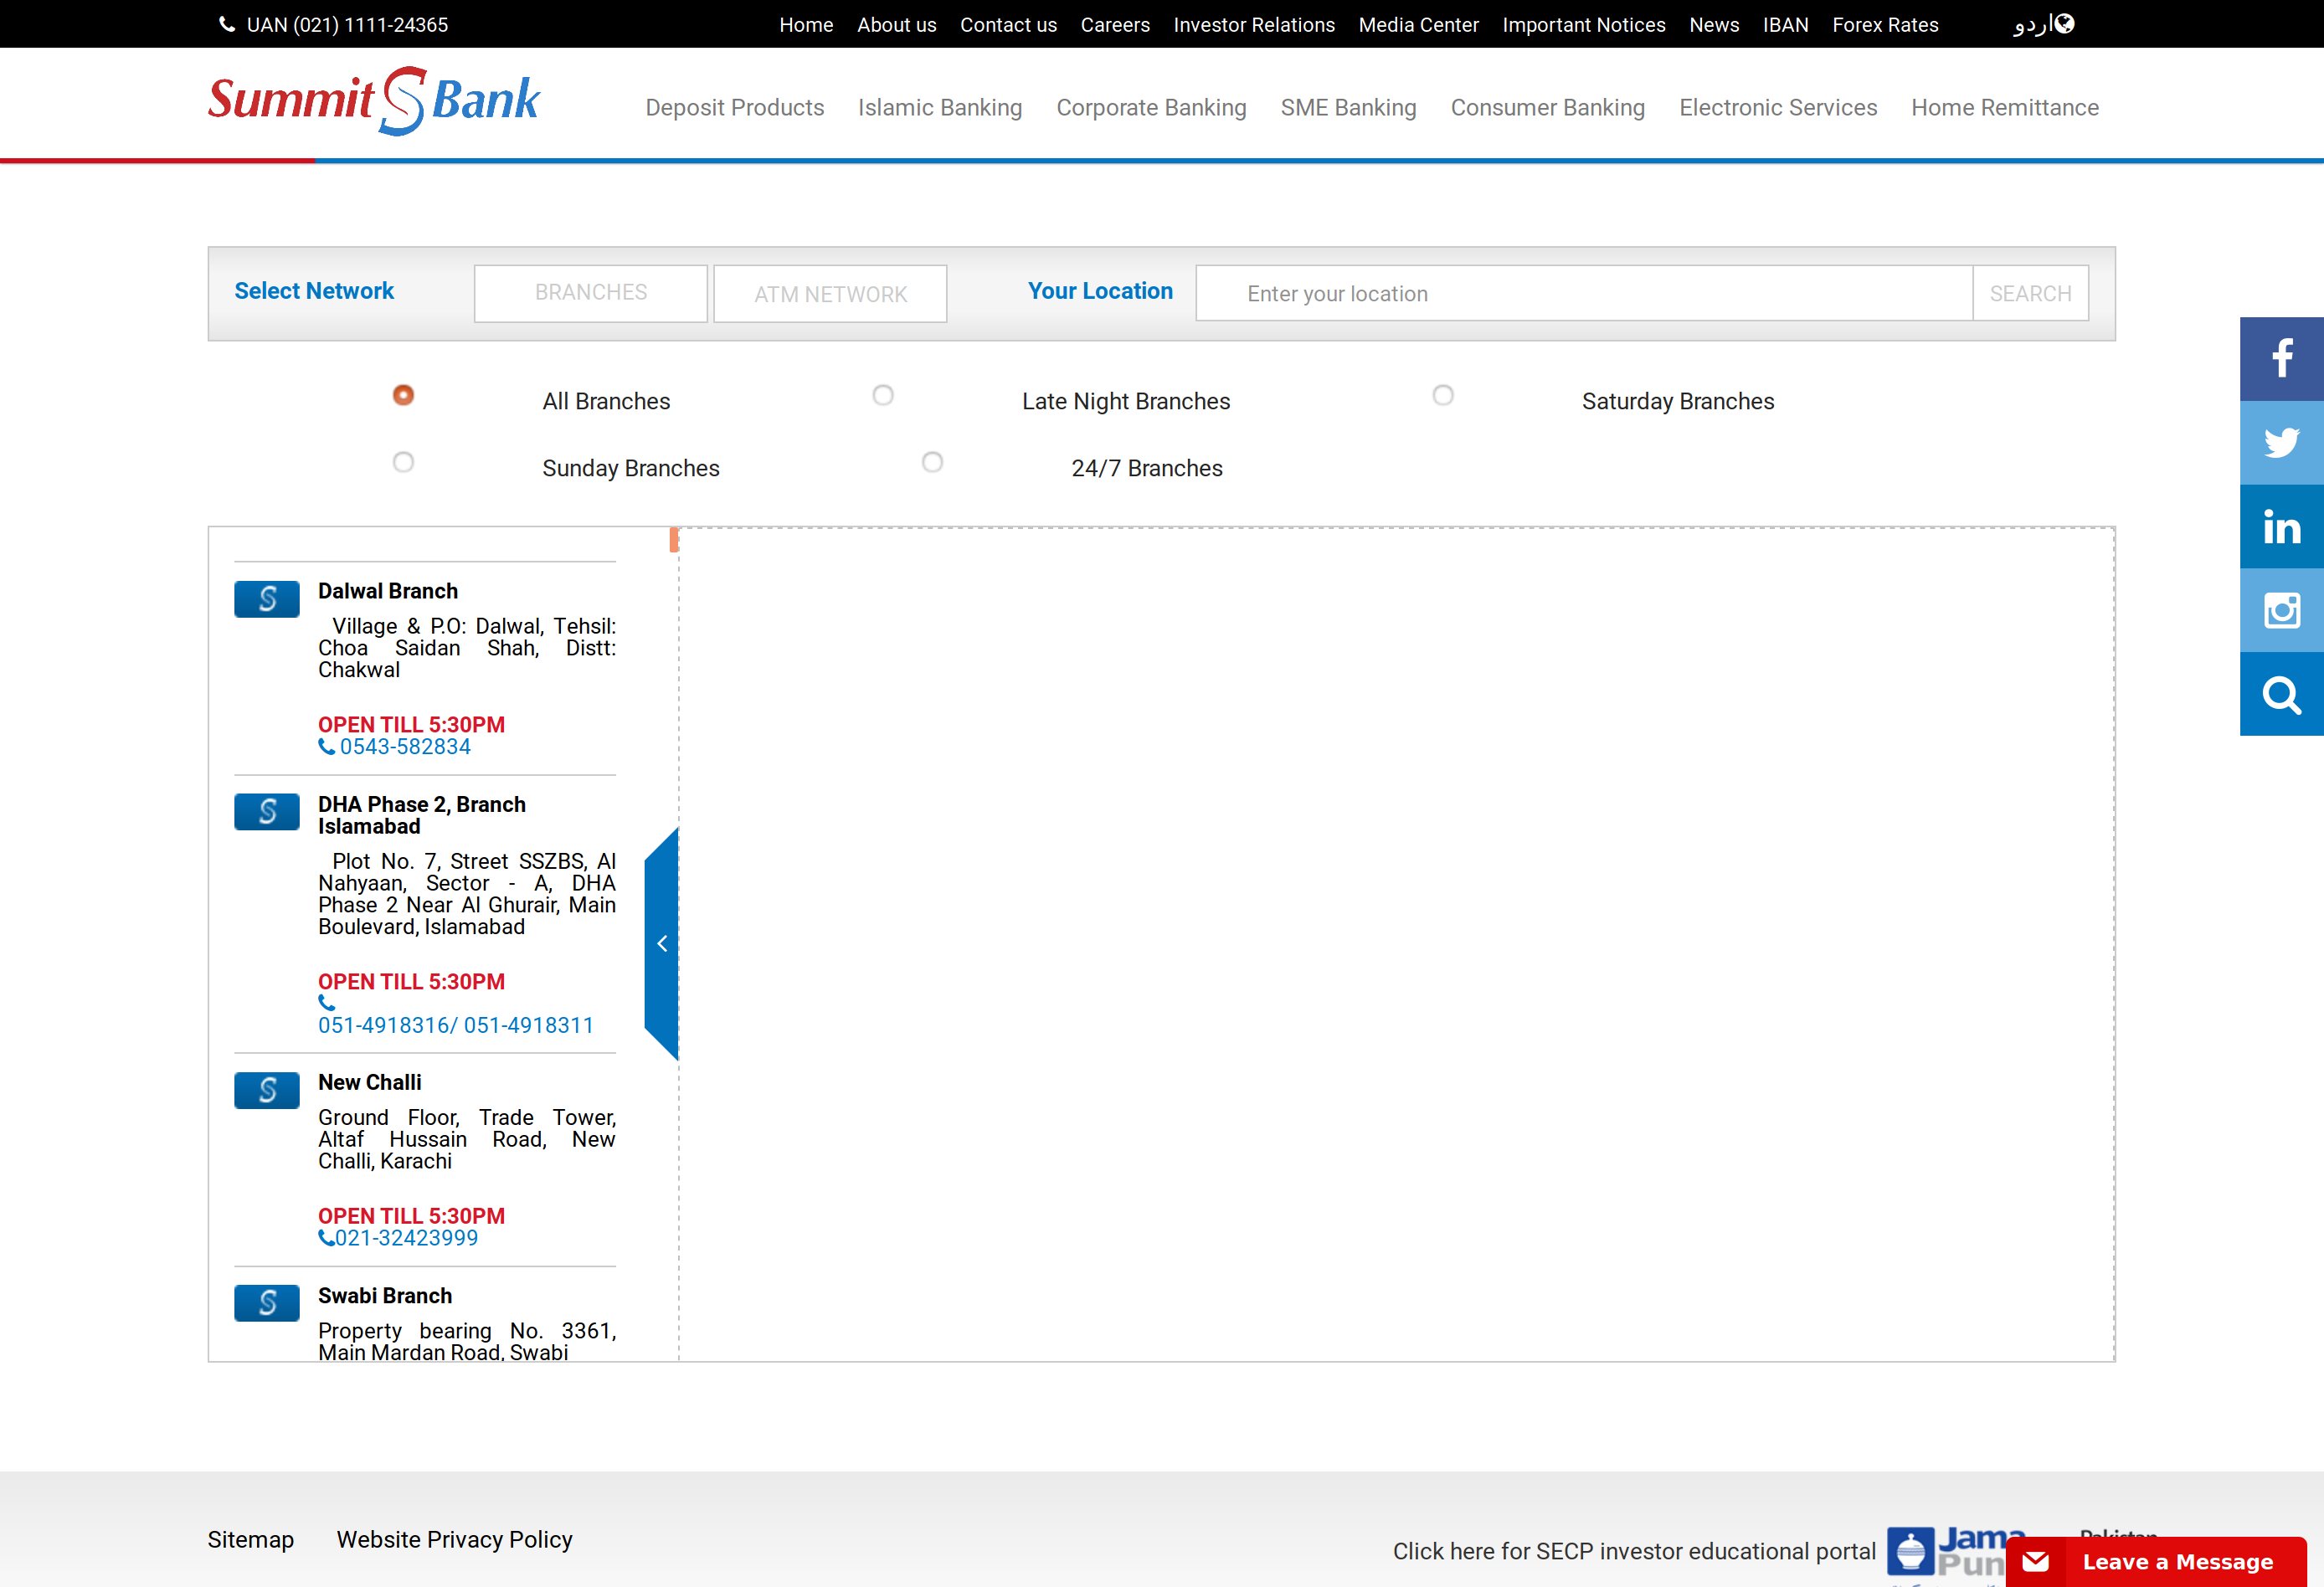 UAN (021) 1111-24365
Home About us Contact us Careers Investor Relations Media Center Important Notices News IBAN Forex Rates اردو
Summit S Bank
Deposit Products Islamic Banking Corporate Banking SME Banking Consumer Banking Electronic Services Home Remittance
Select Network BRANCHES ATM NETWORK Your Location Enter your location SEARCH
All Branches Late Night Branches Saturday Branches
Sunday Branches 24/7 Branches
Dalwal Branch
Village & P.O: Dalwal, Tehsil:
Choa Saidan Shah, Distt:
Chakwal
OPEN TILL 5:30PM
0543-582834
DHA Phase 2, Branch
Islamabad
Plot No. 7, Street SSZBS, Al
Nahyaan, Sector - A, DHA
Phase 2 Near Al Ghurair, Main
Boulevard, Islamabad
OPEN TILL 5:30PM
051-4918316/ 051-4918311
New Challi
Ground Floor, Trade Tower,
Altaf Hussain Road, New
Challi, Karachi
OPEN TILL 5:30PM
021-32423999
Swabi Branch
Property bearing No. 3361,
Main Mardan Road, Swabi
Sitemap Website Privacy Policy
Click here for SECP investor educational portal
Jama
Pun
Leave a Message